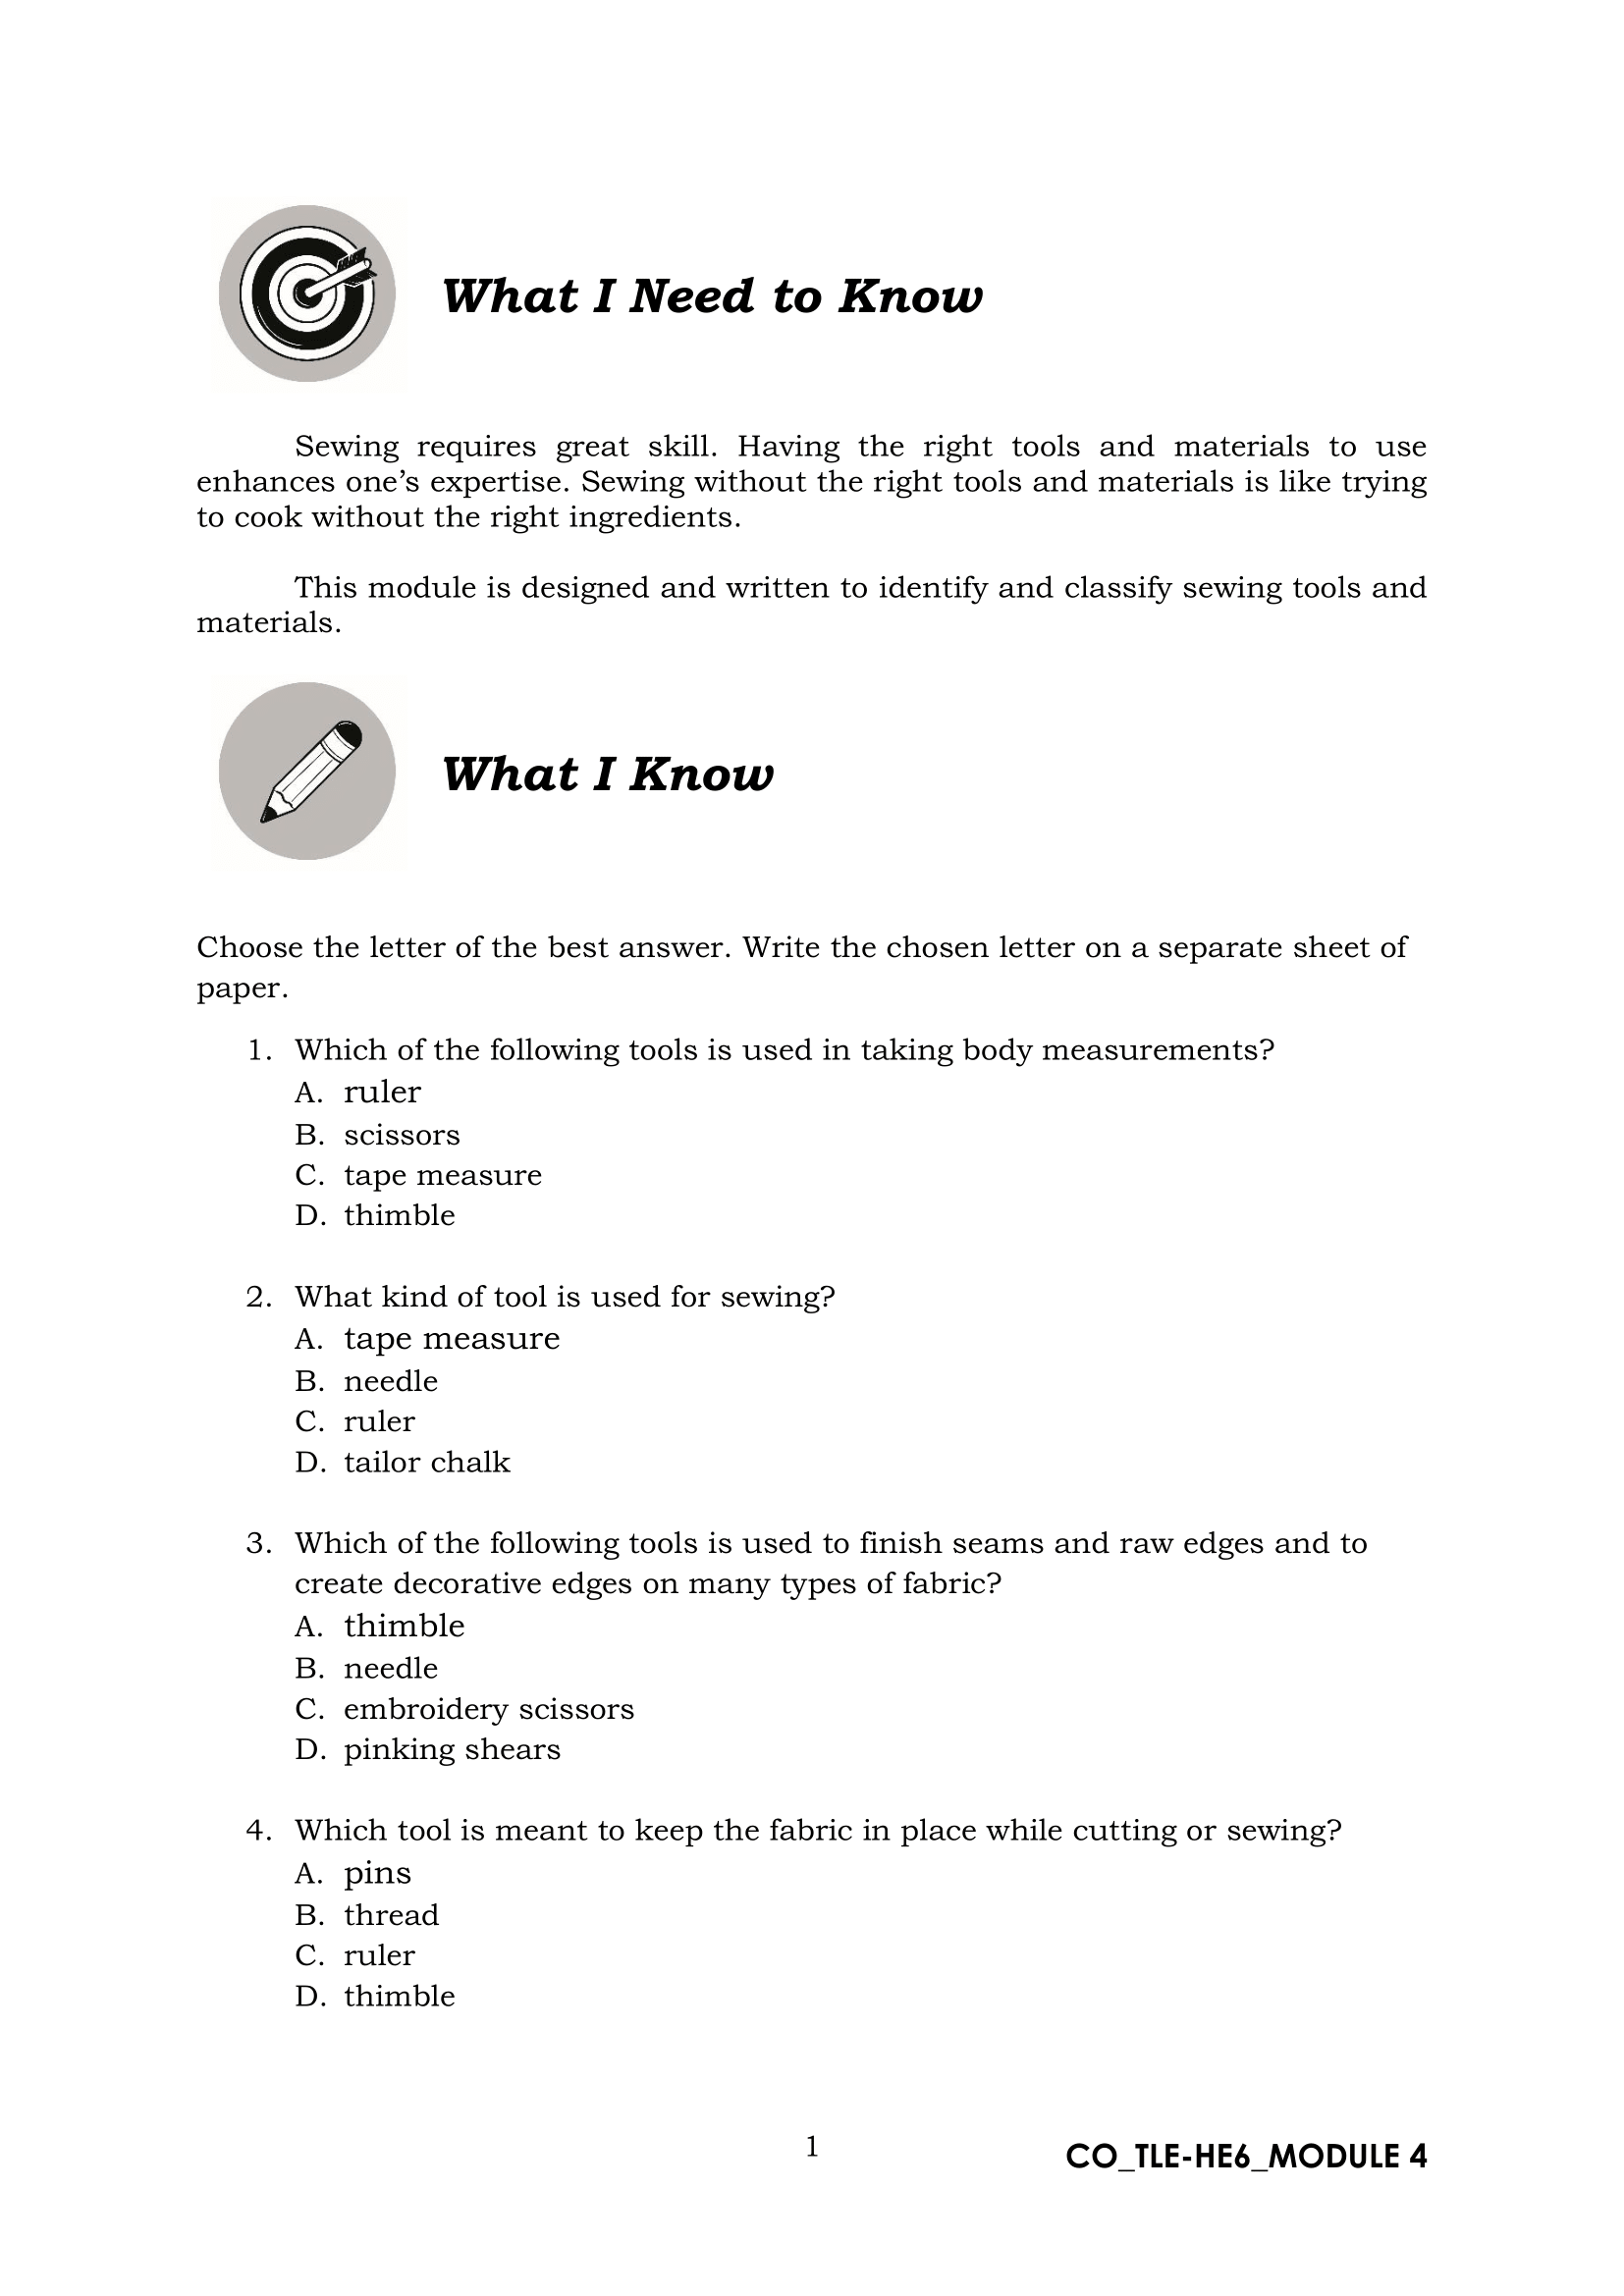 What I Need to Know
Sewing requires great skill. Having the right tools and materials to use
enhances one’s expertise. Sewing without the right tools and materials is like trying
to cook without the right ingredients.
This module is designed and written to identify and classify sewing tools and
materials.
What I Know
Choose the letter of the best answer. Write the chosen letter on a separate sheet of
paper.
1. Which of the following tools is used in taking body measurements?
A. ruler
B. scissors
C. tape measure
D. thimble
2. What kind of tool is used for sewing?
A. tape measure
B. needle
C. ruler
D. tailor chalk
3. Which of the following tools is used to finish seams and raw edges and to
create decorative edges on many types of fabric?
A. thimble
B. needle
C. embroidery scissors
D. pinking shears
4. Which tool is meant to keep the fabric in place while cutting or sewing?
A. pins
B. thread
C. ruler
D. thimble
1
CO_TLE-HE6_MODULE 4